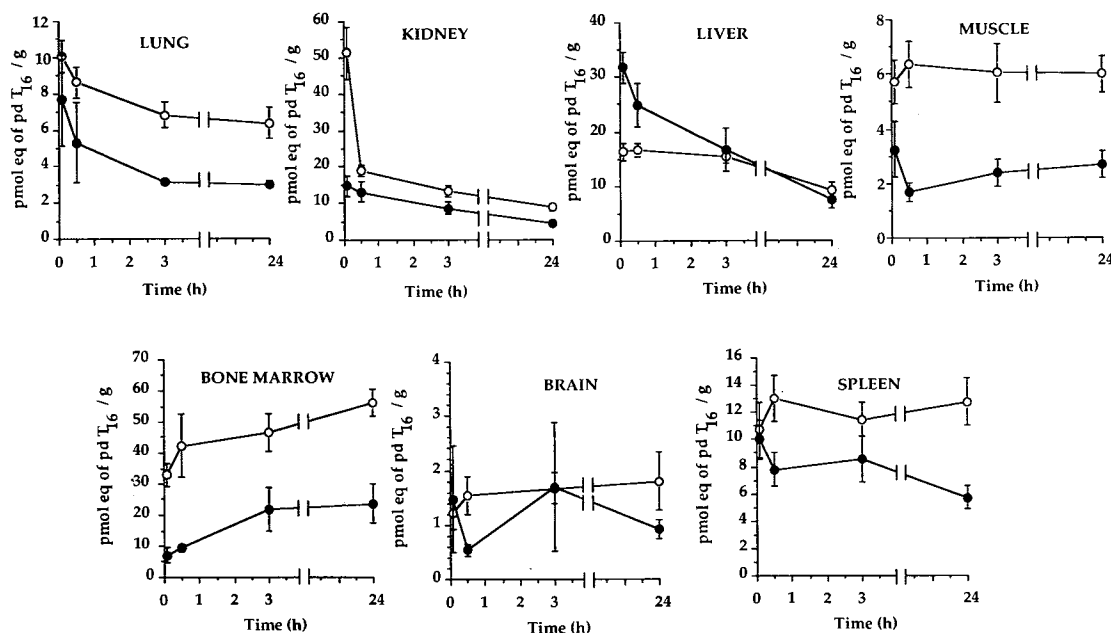 LUNG
pmol eq of pd T16 / g
12
10
8
6
4
2
0
0 1 2 3 24
Time (h)
KIDNEY
pmol eq of pd T16 / g
60
50
40
30
20
10
0
0 1 2 3 24
Time (h)
LIVER
pmol eq of pd T16 / g
40
30
20
10
0
0 1 2 3 24
Time (h)
MUSCLE
pmol eq of pd T16 / g
8
6
4
2
0
0 1 2 3 24
Time (h)
BONE MARROW
pmol eq of pd T16 / g
70
60
50
40
30
20
10
0
0 1 2 3 24
Time (h)
BRAIN
pmol eq of pd T16 / g
4
3
2
1
0
0 1 2 3 24
Time (h)
SPLEEN
pmol eq of pd T16 / g
16
14
12
10
8
6
4
2
0
0 1 2 3 24
Time (h)